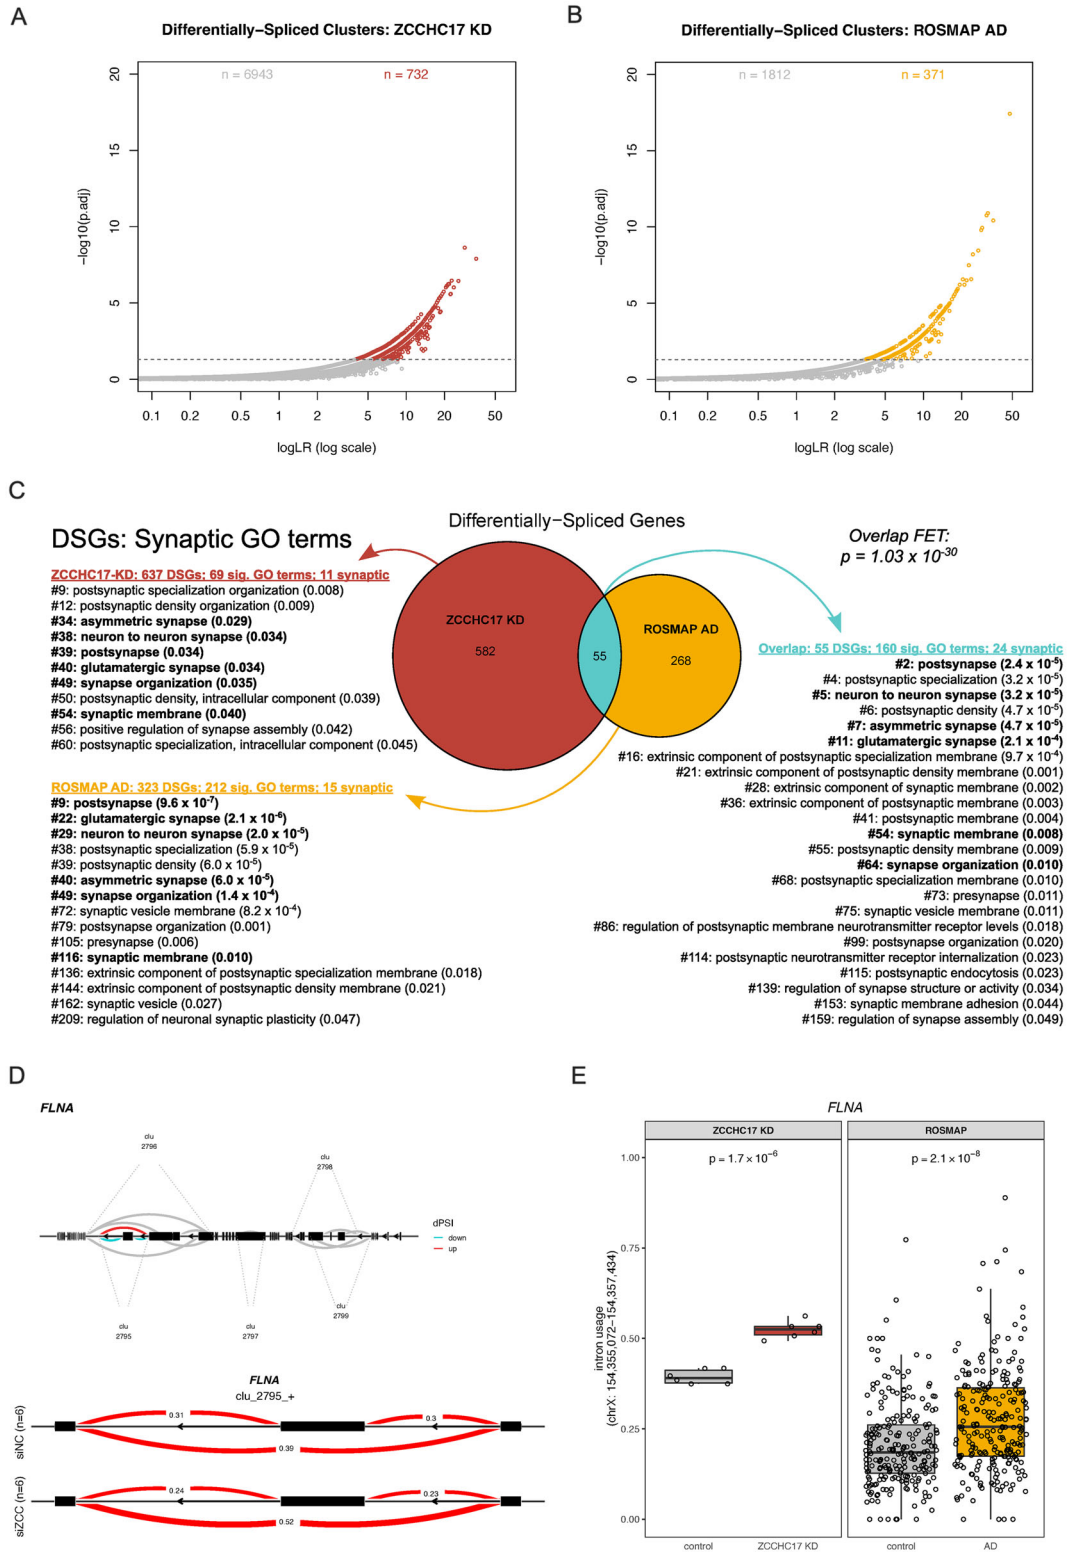 A
Differentially−Spliced Clusters: ZCCHC17 KD
n = 6943
n = 732
−log10(p.adj)
20
15
10
5
0
0.1 0.2 0.5 1 2 5 10 20 50
logLR (log scale)
B
Differentially−Spliced Clusters: ROSMAP AD
n = 1812
n = 371
−log10(p.adj)
20
15
10
5
0
0.1 0.2 0.5 1 2 5 10 20 50
logLR (log scale)
C
Differentially−Spliced Genes
DSGs: Synaptic GO terms
Overlap FET:
p = 1.03 x 10⁻³⁰
ZCCHC17 KD
582
55
ROSMAP AD
268
ZCCHC17-KD: 637 DSGs; 69 sig. GO terms; 11 synaptic
#9: postsynaptic specialization organization (0.008)
#12: postsynaptic density organization (0.009)
#34: asymmetric synapse (0.029)
#38: neuron to neuron synapse (0.034)
#39: postsynapse (0.034)
#40: glutamatergic synapse (0.034)
#49: synapse organization (0.035)
#50: postsynaptic density, intracellular component (0.039)
#54: synaptic membrane (0.040)
#56: positive regulation of synapse assembly (0.042)
#60: postsynaptic specialization, intracellular component (0.045)
ROSMAP AD: 323 DSGs; 212 sig. GO terms; 15 synaptic
#9: postsynapse (9.6 x 10⁻⁷)
#22: glutamatergic synapse (2.1 x 10⁻⁶)
#29: neuron to neuron synapse (2.0 x 10⁻⁵)
#38: postsynaptic specialization (5.9 x 10⁻⁵)
#39: postsynaptic density (6.0 x 10⁻⁵)
#40: asymmetric synapse (6.0 x 10⁻⁵)
#49: synapse organization (1.4 x 10⁻⁴)
#72: synaptic vesicle membrane (8.2 x 10⁻⁴)
#79: postsynapse organization (0.001)
#105: presynapse (0.006)
#116: synaptic membrane (0.010)
#136: extrinsic component of postsynaptic specialization membrane (0.018)
#144: extrinsic component of postsynaptic density membrane (0.021)
#162: synaptic vesicle (0.027)
#209: regulation of neuronal synaptic plasticity (0.047)
Overlap: 55 DSGs; 160 sig. GO terms; 24 synaptic
#2: postsynapse (2.4 x 10⁻⁵)
#4: postsynaptic specialization (3.2 x 10⁻⁵)
#5: neuron to neuron synapse (3.2 x 10⁻⁵)
#6: postsynaptic density (4.7 x 10⁻⁵)
#7: asymmetric synapse (4.7 x 10⁻⁵)
#11: glutamatergic synapse (2.1 x 10⁻⁴)
#16: extrinsic component of postsynaptic specialization membrane (9.7 x 10⁻⁴)
#21: extrinsic component of postsynaptic density membrane (0.001)
#28: extrinsic component of synaptic membrane (0.002)
#36: extrinsic component of postsynaptic membrane (0.003)
#41: postsynaptic membrane (0.004)
#54: synaptic membrane (0.008)
#55: postsynaptic density membrane (0.009)
#64: synapse organization (0.010)
#68: postsynaptic specialization membrane (0.010)
#73: presynapse (0.011)
#75: synaptic vesicle membrane (0.011)
#86: regulation of postsynaptic membrane neurotransmitter receptor levels (0.018)
#99: postsynapse organization (0.020)
#114: postsynaptic neurotransmitter receptor internalization (0.023)
#115: postsynaptic endocytosis (0.023)
#139: regulation of synapse structure or activity (0.034)
#153: synaptic membrane adhesion (0.044)
#159: regulation of synapse assembly (0.049)
D
FLNA
clu
2796
clu
2798
clu
2795
clu
2797
clu
2799
dPSI
down
up
FLNA
clu_2795_+
siNC (n=6)
0.31
0.3
0.39
siZCC (n=6)
0.24
0.23
0.52
E
FLNA
ZCCHC17 KD
ROSMAP
p = 1.7 × 10⁻⁶
p = 2.1 × 10⁻⁸
intron usage
(chrX: 154,355,072−154,357,434)
1.00
0.75
0.50
0.25
0.00
control
ZCCHC17 KD
control
AD